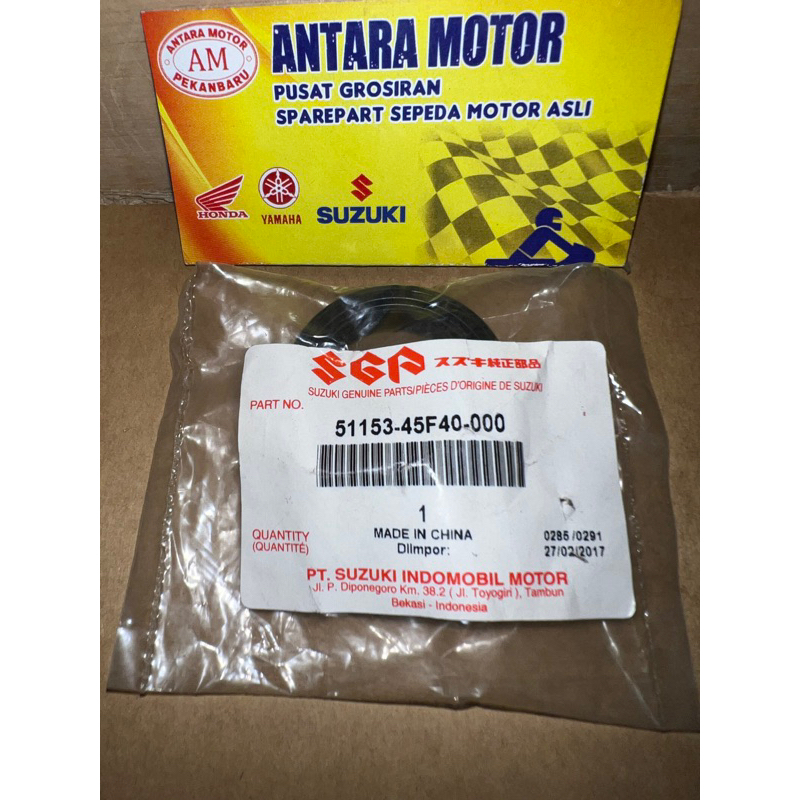 ANTARA MOTOR
AM
PEKANBARU
ANTARA MOTOR
PUSAT GROSIRAN
SPAREPART SEPEDA MOTOR ASLI
HONDA
YAMAHA
SUZUKI
SGP スズキ純正部品
SUZUKI GENUINE PARTS/PIÈCES D'ORIGINE DE SUZUKI
PART NO.
51153-45F40-000
1
QUANTITY
(QUANTITÉ)
MADE IN CHINA
Diimpor:
0285/0291
27/02/2017
PT. SUZUKI INDOMOBIL MOTOR
Jl. P. Diponegoro Km. 38.2 ( Jl. Toyogiri ), Tambun
Bekasi - Indonesia